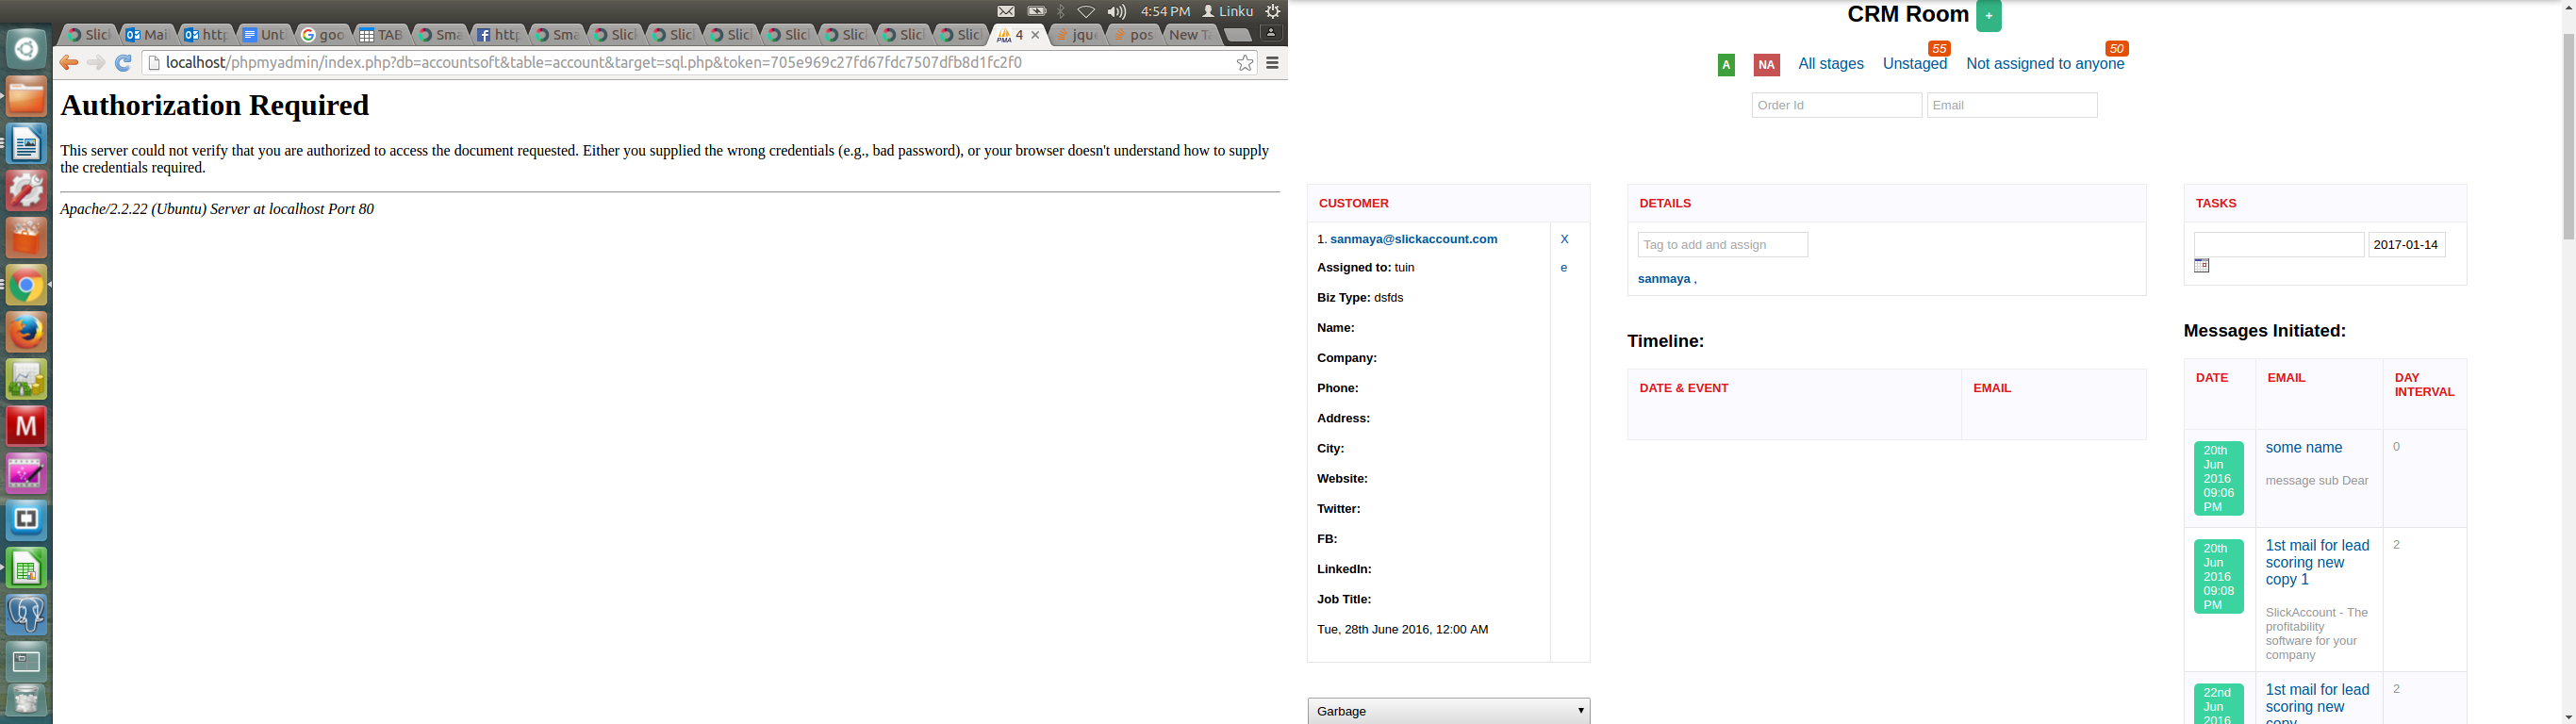 4:54 PM Linku
Slic Mai http Unt goo TAB Sma http Sma Slic Slic Slic Slic Slic Slic Slic 4 × jqu pos New T
localhost/phpmyadmin/index.php?db=accountsoft&table=account&target=sql.php&token=705e969c27fd67fdc7507dfb8d1fc2f0
Authorization Required
This server could not verify that you are authorized to access the document requested. Either you supplied the wrong credentials (e.g., bad password), or your browser doesn't understand how to supply
the credentials required.
Apache/2.2.22 (Ubuntu) Server at localhost Port 80
CRM Room +
55 50
A NA All stages Unstaged Not assigned to anyone
Order Id Email
CUSTOMER
1. sanmaya@slickaccount.com X
Assigned to: tuin e
Biz Type: dsfds
Name:
Company:
Phone:
Address:
City:
Website:
Twitter:
FB:
LinkedIn:
Job Title:
Tue, 28th June 2016, 12:00 AM
Garbage
DETAILS
Tag to add and assign
sanmaya ,
Timeline:
DATE & EVENT EMAIL
TASKS
2017-01-14
Messages Initiated:
DATE EMAIL DAY
INTERVAL
20th
Jun
2016
09:06
PM
some name
message sub Dear
0
20th
Jun
2016
09:08
PM
1st mail for lead
scoring new
copy 1
SlickAccount - The
profitability
software for your
company
2
22nd
Jun
2016
1st mail for lead
scoring new
copy
2